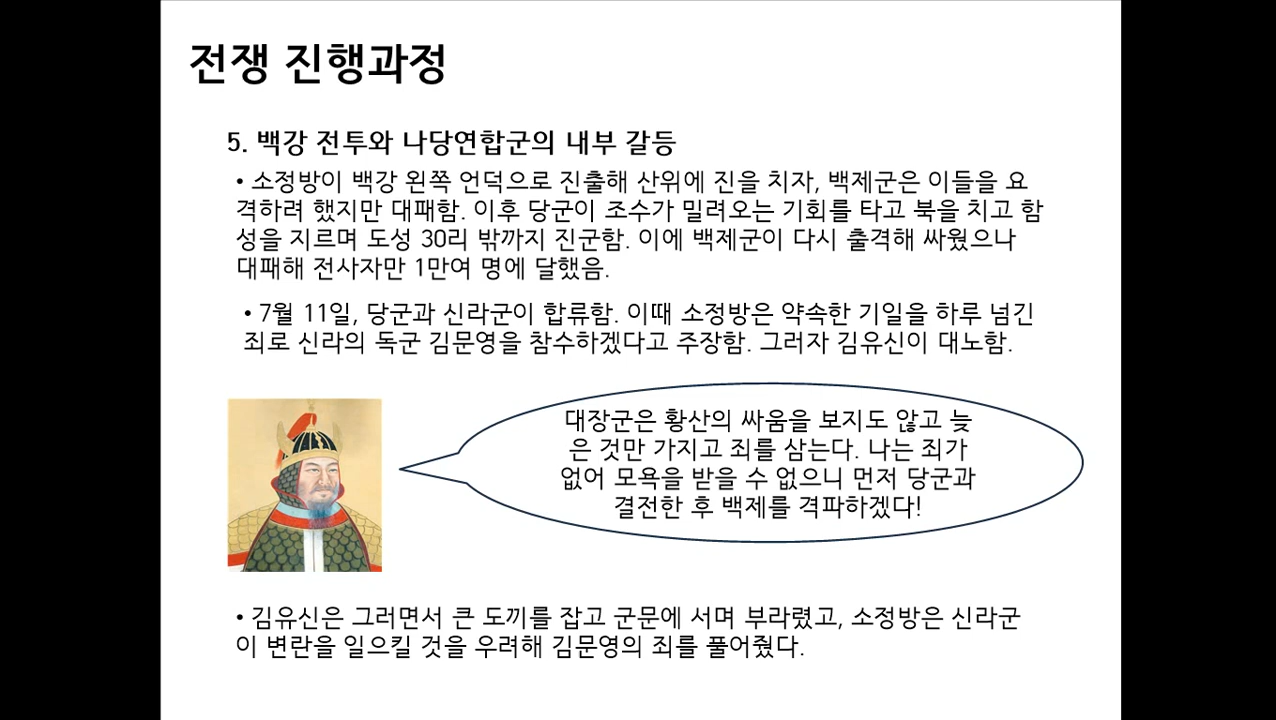 전쟁 진행과정
5. 백강 전투와 나당연합군의 내부 갈등
• 소정방이 백강 왼쪽 언덕으로 진출해 산위에 진을 치자, 백제군은 이들을 요
격하려 했지만 대패함. 이후 당군이 조수가 밀려오는 기회를 타고 북을 치고 함
성을 지르며 도성 30리 밖까지 진군함. 이에 백제군이 다시 출격해 싸웠으나
대패해 전사자만 1만여 명에 달했음.
• 7월 11일, 당군과 신라군이 합류함. 이때 소정방은 약속한 기일을 하루 넘긴
죄로 신라의 독군 김문영을 참수하겠다고 주장함. 그러자 김유신이 대노함.
대장군은 황산의 싸움을 보지도 않고 늦
은 것만 가지고 죄를 삼는다. 나는 죄가
없어 모욕을 받을 수 없으니 먼저 당군과
결전한 후 백제를 격파하겠다!
• 김유신은 그러면서 큰 도끼를 잡고 군문에 서며 부라렸고, 소정방은 신라군
이 변란을 일으킬 것을 우려해 김문영의 죄를 풀어줬다.